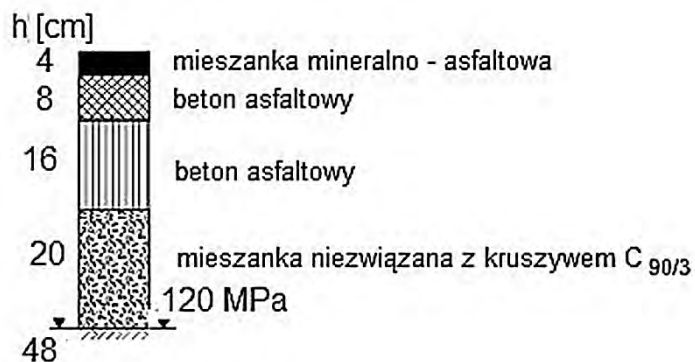 h [cm]
4 mieszanka mineralno - asfaltowa
8 beton asfaltowy
16 beton asfaltowy
20 mieszanka niezwiązana z kruszywem C 90/3
120 MPa
48